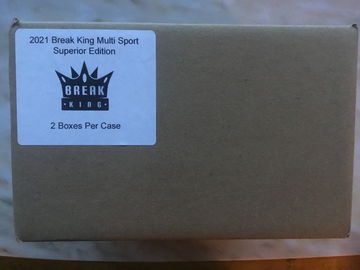 2021 Break King Multi Sport
Superior Edition
BREAK
KING
2 Boxes Per Case